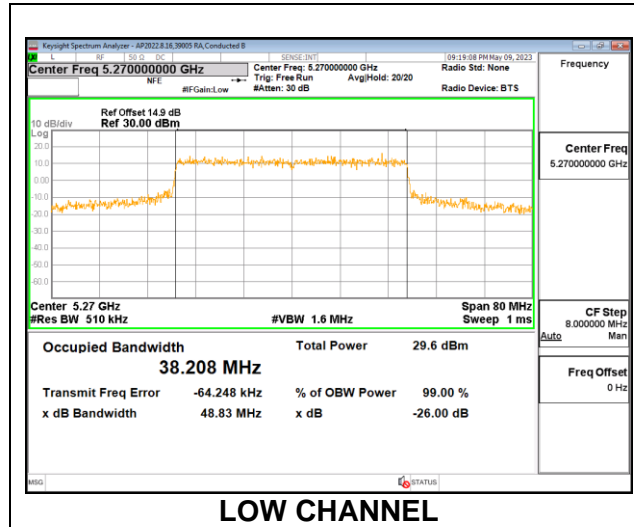 Keysight Spectrum Analyzer - AP2022.8.16,39005 RA,Conducted B
L RF 50 Ω DC SENSE:INT 09:19:08 PM May 09, 2023
Center Freq 5.270000000 GHz Center Freq: 5.270000000 GHz Radio Std: None Frequency
NFE Trig: Free Run Avg|Hold: 20/20
#IFGain:Low #Atten: 30 dB Radio Device: BTS
Ref Offset 14.9 dB
10 dB/div Ref 30.00 dBm
Log
20.0
10.0
0.00
-10.0
-20.0
-30.0
-40.0
-50.0
-60.0
Center Freq
5.270000000 GHz
Center 5.27 GHz Span 80 MHz
#Res BW 510 kHz #VBW 1.6 MHz Sweep 1 ms
CF Step
8.000000 MHz
Auto Man
Occupied Bandwidth Total Power 29.6 dBm
38.208 MHz
Transmit Freq Error -64.248 kHz % of OBW Power 99.00 %
x dB Bandwidth 48.83 MHz x dB -26.00 dB
Freq Offset
0 Hz
MSG STATUS
LOW CHANNEL